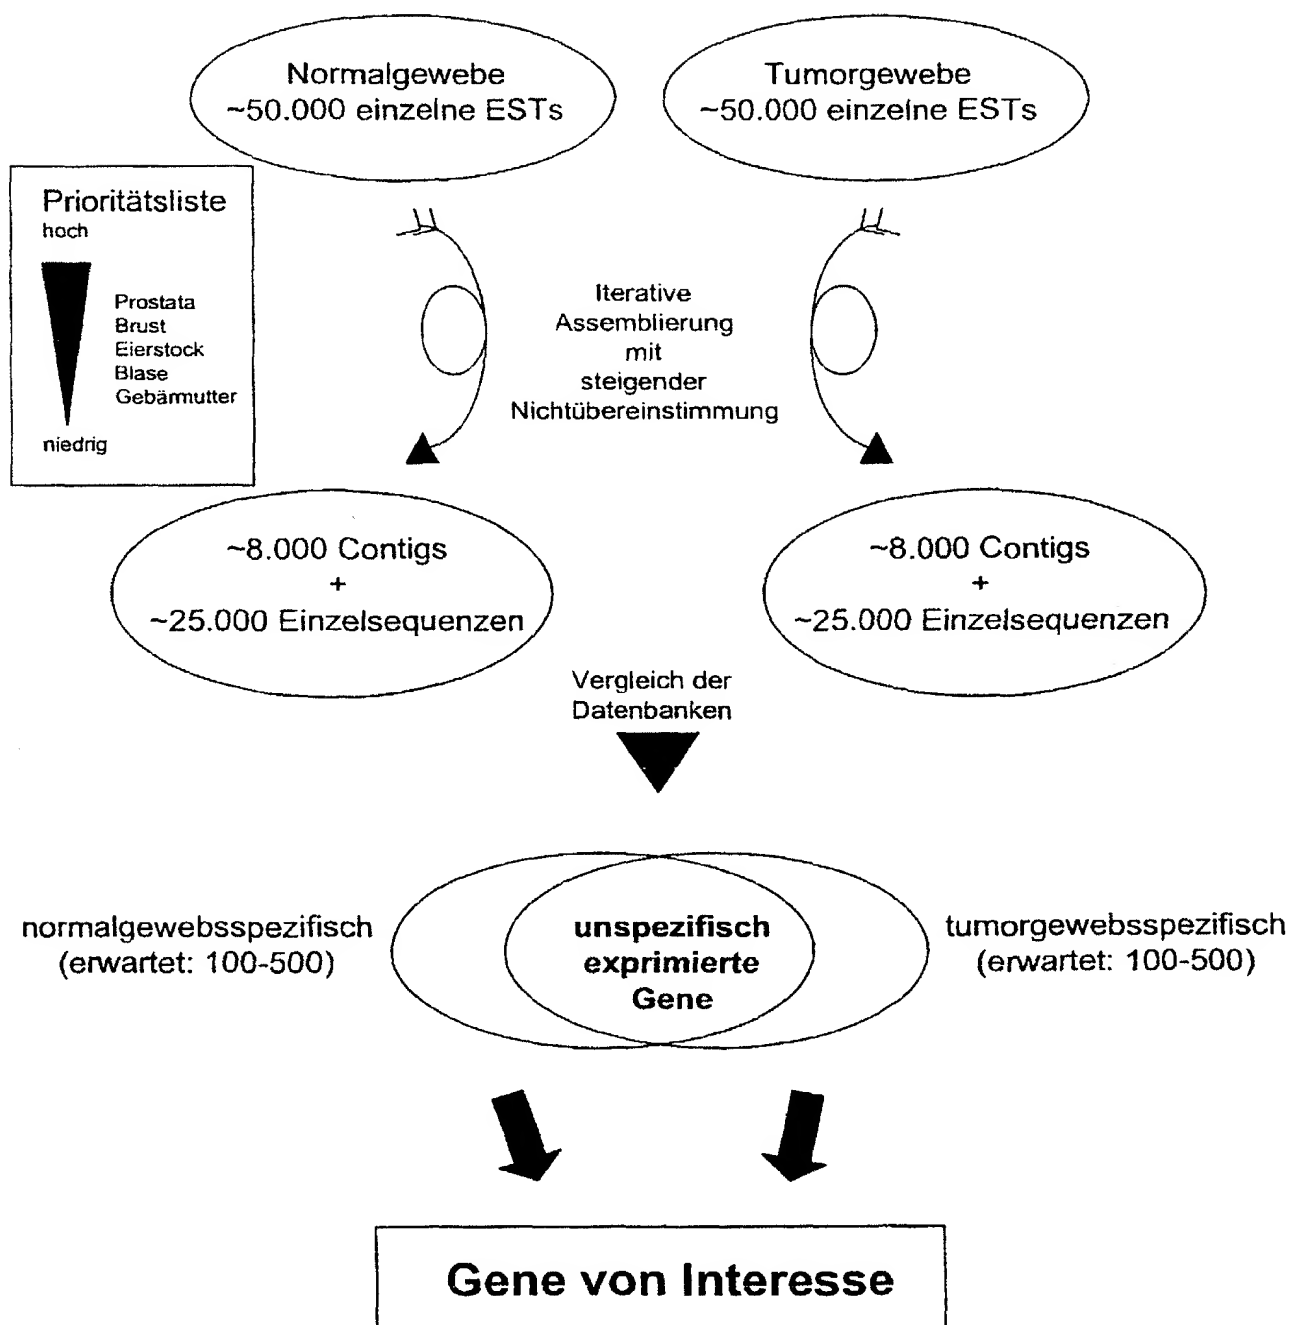 Normalgewebe
~50.000 einzelne ESTs
Tumorgewebe
~50.000 einzelne ESTs
Prioritätsliste
hoch
Prostata
Brust
Eierstock
Blase
Gebärmutter
niedrig
Iterative
Assemblierung
mit
steigender
Nichtübereinstimmung
~8.000 Contigs
+
~25.000 Einzelsequenzen
~8.000 Contigs
+
~25.000 Einzelsequenzen
Vergleich der
Datenbanken
normalgewebsspezifisch
(erwartet: 100-500)
unspezifisch
exprimierte
Gene
tumorgewebsspezifisch
(erwartet: 100-500)
Gene von Interesse